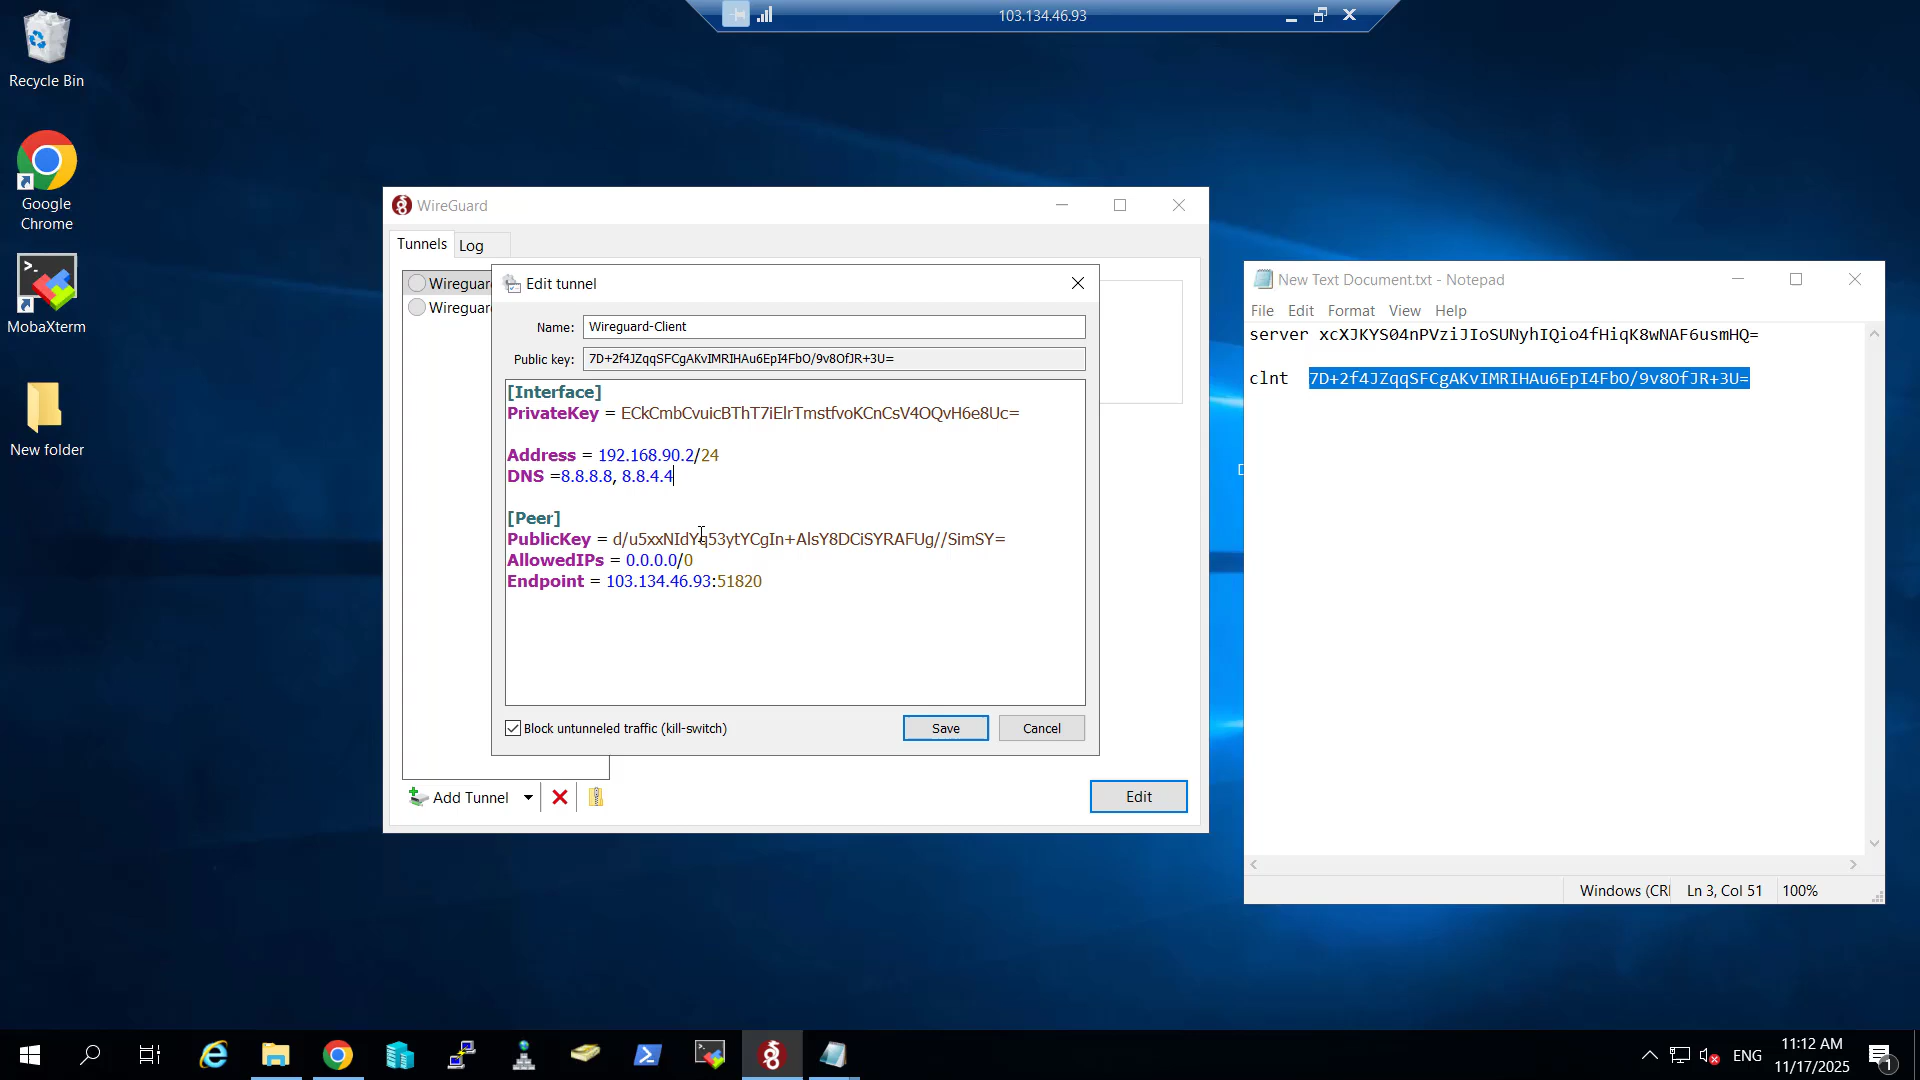 103.134.46.93
Recycle Bin
Google
Chrome
MobaXterm
New folder
WireGuard
Tunnels
Log
Wireguar
Wireguar
Edit tunnel
Name: Wireguard-Client
Public key: 7D+2f4JZqqSFCgAKvIMRIHAu6EpI4FbO/9v8OfJR+3U=
[Interface]
PrivateKey = ECkCmbCvuicBThT7iElrTmstfvoKCnCsV4OQvH6e8Uc=
Address = 192.168.90.2/24
DNS =8.8.8.8, 8.8.4.4
[Peer]
PublicKey = d/u5xxNIdYq53ytYCgIn+AlsY8DCiSYRAFUg//SimSY=
AllowedIPs = 0.0.0.0/0
Endpoint = 103.134.46.93:51820
Block untunneled traffic (kill-switch)
Save
Cancel
Add Tunnel
Edit
New Text Document.txt - Notepad
File Edit Format View Help
server xcXJKYS04nPVziJIoSUNyhIQio4fHiqK8wNAF6usmHQ=
clnt 7D+2f4JZqqSFCgAKvIMRIHAu6EpI4FbO/9v8OfJR+3U=
Windows (CRI
Ln 3, Col 51
100%
ENG
11:12 AM
11/17/2025
1